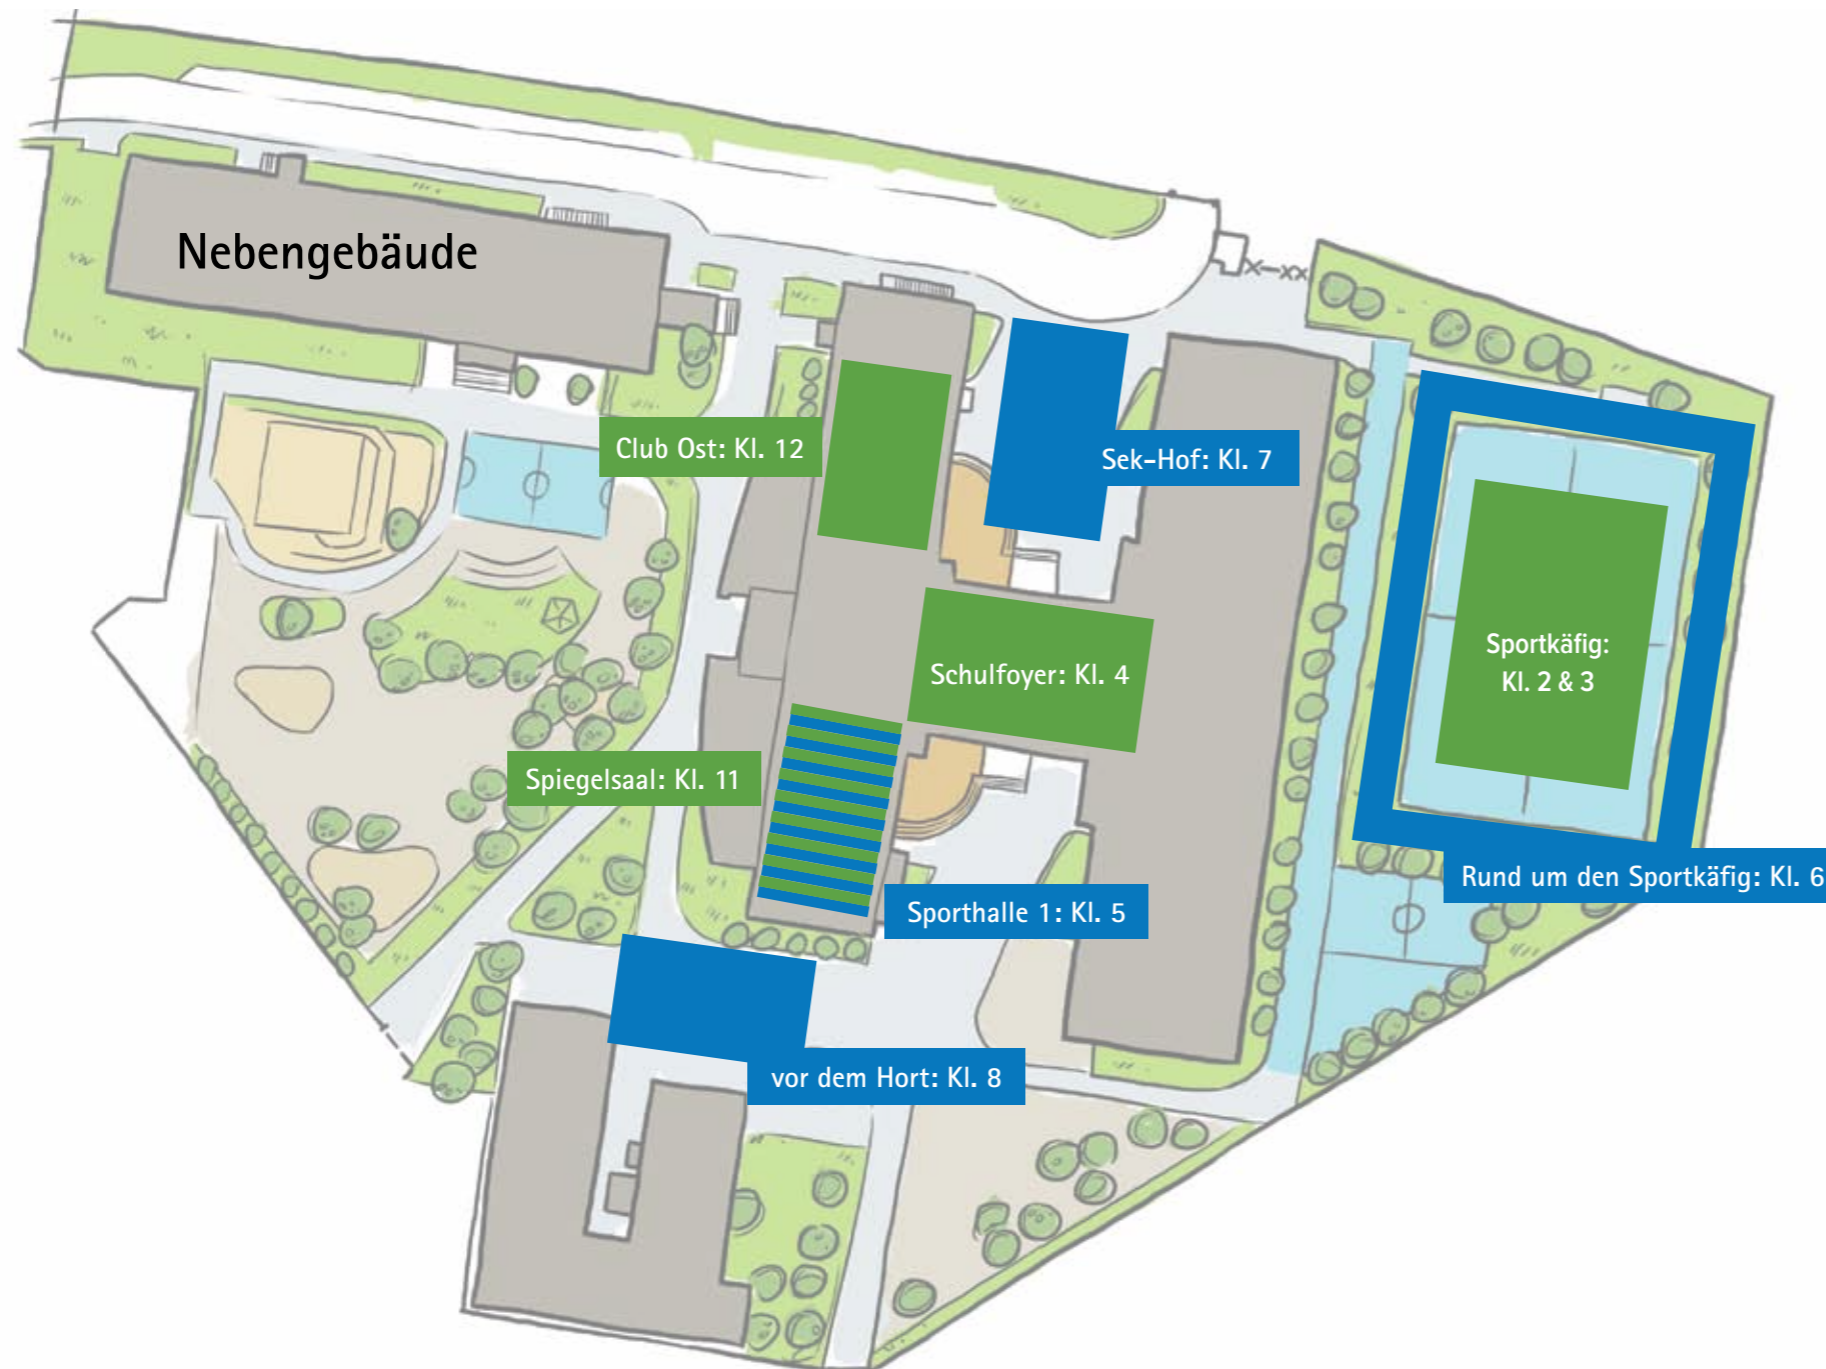 Nebengebäude
Club Ost: Kl. 12
Sek-Hof: Kl. 7
Sportkäfig:
Kl. 2 & 3
Schulfoyer: Kl. 4
Spiegelsaal: Kl. 11
Rund um den Sportkäfig: Kl. 6
Sporthalle 1: Kl. 5
vor dem Hort: Kl. 8